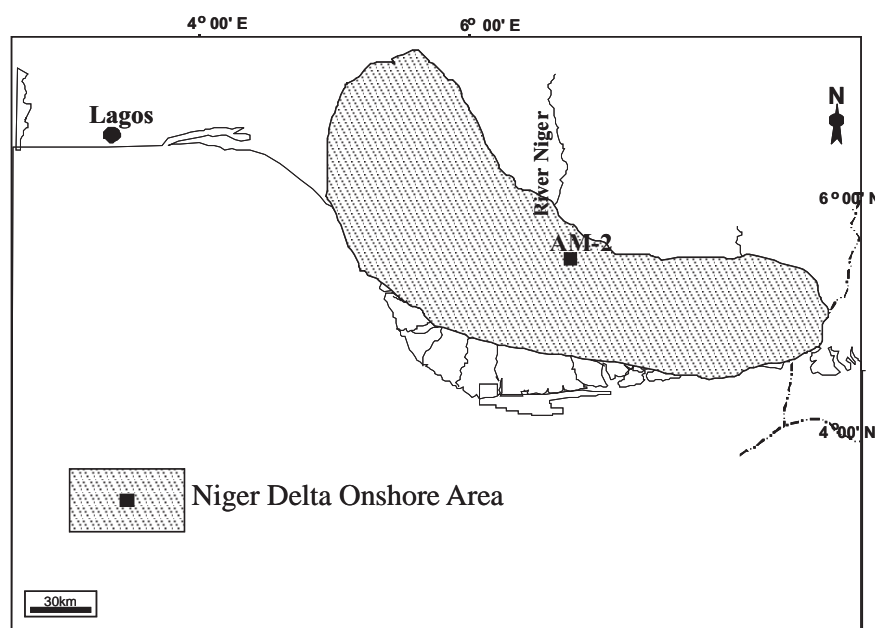 4° 00' E
6° 00' E
N
Lagos
River Niger
6° 00' N
AM-2
4° 00' N
Niger Delta Onshore Area
30km